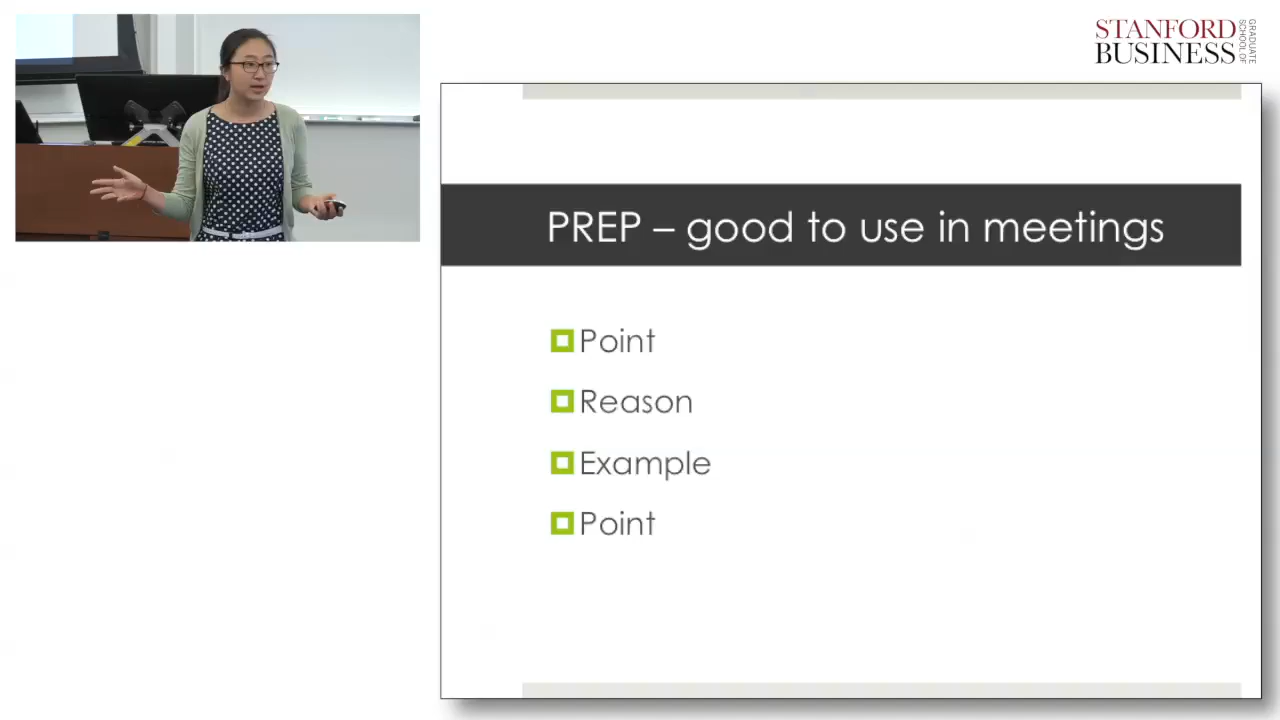 STANFORD
BUSINESS
GRADUATE
SCHOOL OF
PREP – good to use in meetings
Point
Reason
Example
Point